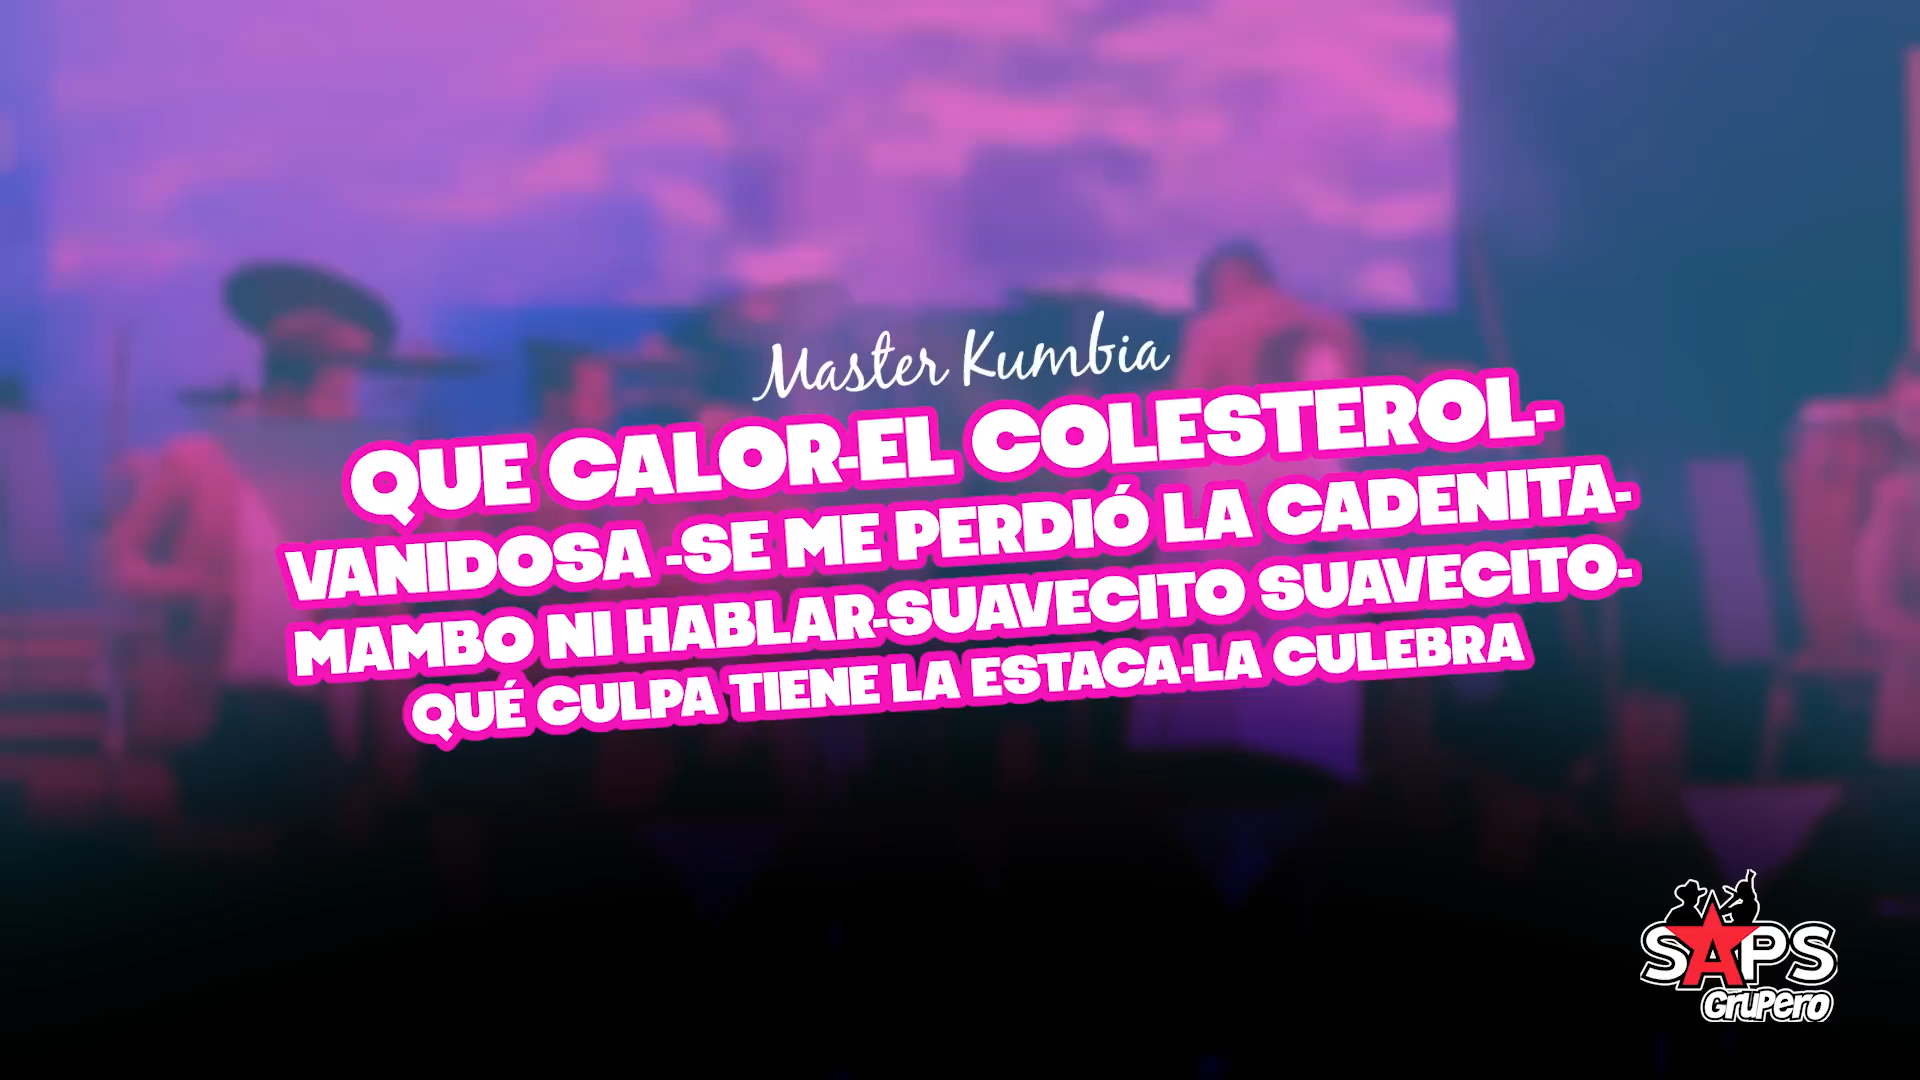 Master Kumbia
QUE CALOR-EL COLESTEROL-
VANIDOSA -SE ME PERDIÓ LA CADENITA-
MAMBO NI HABLAR-SUAVECITO SUAVECITO-
QUÉ CULPA TIENE LA ESTACA-LA CULEBRA
SAPS
GruPero